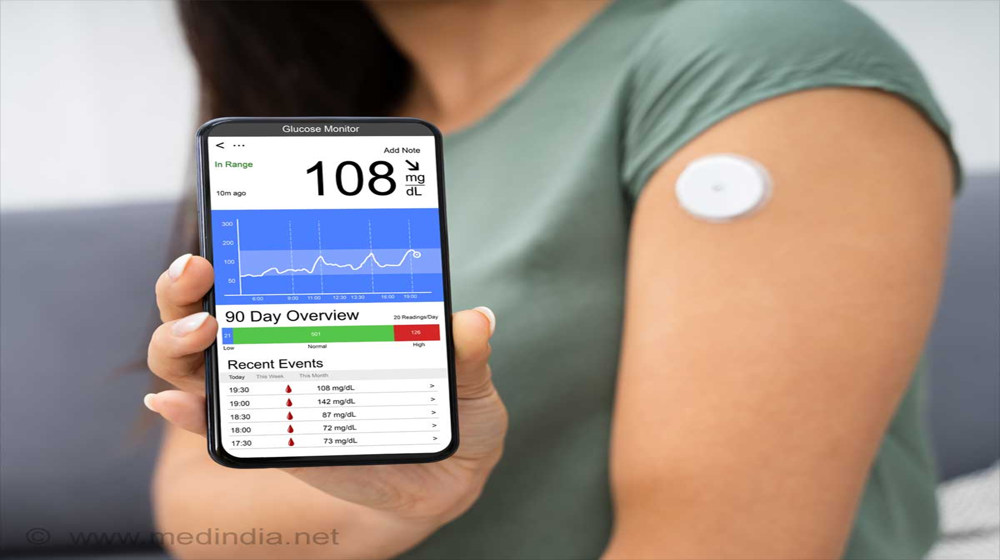 Glucose Monitor
< ...
Add Note
In Range
108 mg/dL
10m ago
300
200
100
50
6:00 9:00 11:00 12:30 13:30 16:00 19:00
90 Day Overview 20 Readings/Day
21 501 126
Low Normal High
Recent Events
Today This Week This Month
19:30 108 mg/dL >
19:00 142 mg/dL >
18:30 87 mg/dL >
18:00 72 mg/dL >
17:30 73 mg/dL >
© www.medindia.net